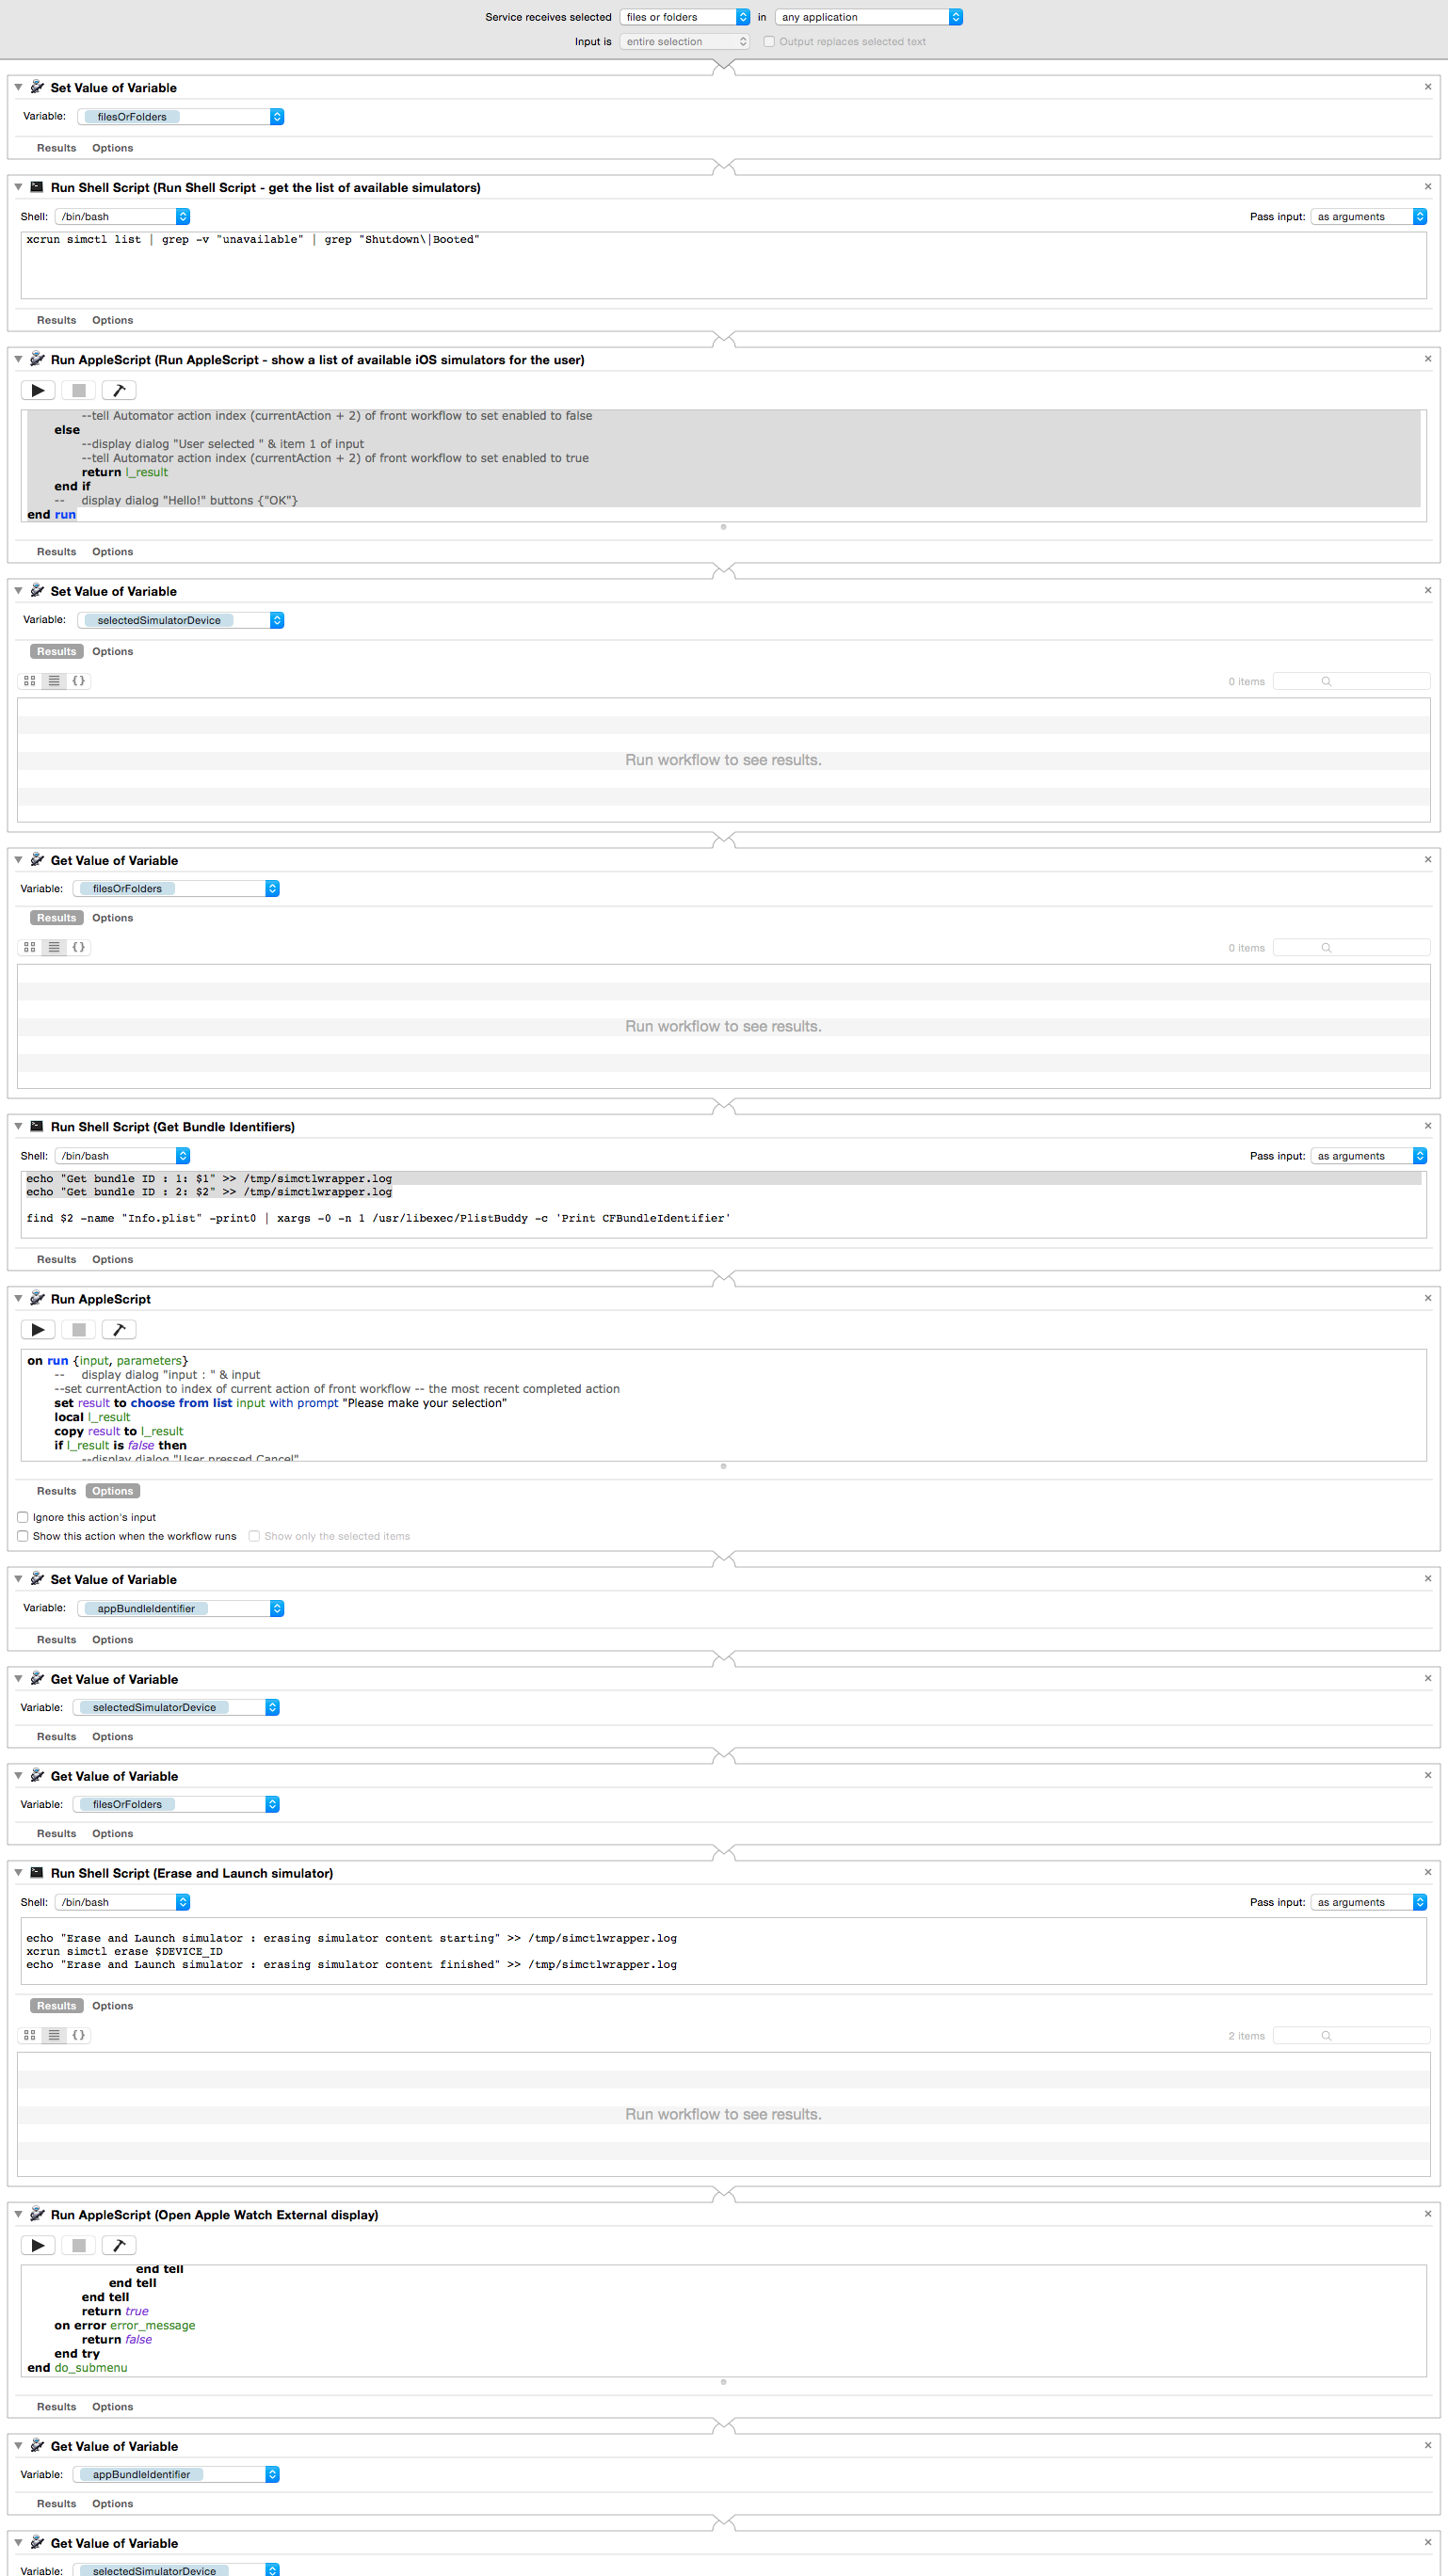 Service receives selected files or folders in any application
Input is entire selection Output replaces selected text
Set Value of Variable
Variable: filesOrFolders
Results Options
Run Shell Script (Run Shell Script - get the list of available simulators)
Shell: /bin/bash Pass input: as arguments
xcrun simctl list | grep -v "unavailable" | grep "Shutdown\|Booted"
Results Options
Run AppleScript (Run AppleScript - show a list of available iOS simulators for the user)
--tell Automator action index (currentAction + 2) of front workflow to set enabled to false
else
--display dialog "User selected " & item 1 of input
--tell Automator action index (currentAction + 2) of front workflow to set enabled to true
return l_result
end if
-- display dialog "Hello!" buttons {"OK"}
end run
Results Options
Set Value of Variable
Variable: selectedSimulatorDevice
Results Options
0 items
Run workflow to see results.
Get Value of Variable
Variable: filesOrFolders
Results Options
0 items
Run workflow to see results.
Run Shell Script (Get Bundle Identifiers)
Shell: /bin/bash Pass input: as arguments
echo "Get bundle ID : 1: $1" >> /tmp/simctlwrapper.log
echo "Get bundle ID : 2: $2" >> /tmp/simctlwrapper.log
find $2 -name "Info.plist" -print0 | xargs -0 -n 1 /usr/libexec/PlistBuddy -c 'Print CFBundleIdentifier'
Results Options
Run AppleScript
on run {input, parameters}
-- display dialog "input : " & input
--set currentAction to index of current action of front workflow -- the most recent completed action
set result to choose from list input with prompt "Please make your selection"
local l_result
copy result to l_result
if l_result is false then
--display dialog "User pressed Cancel"
Results Options
Ignore this action's input
Show this action when the workflow runs Show only the selected items
Set Value of Variable
Variable: appBundleIdentifier
Results Options
Get Value of Variable
Variable: selectedSimulatorDevice
Results Options
Get Value of Variable
Variable: filesOrFolders
Results Options
Run Shell Script (Erase and Launch simulator)
Shell: /bin/bash Pass input: as arguments
echo "Erase and Launch simulator : erasing simulator content starting" >> /tmp/simctlwrapper.log
xcrun simctl erase $DEVICE_ID
echo "Erase and Launch simulator : erasing simulator content finished" >> /tmp/simctlwrapper.log
Results Options
2 items
Run workflow to see results.
Run AppleScript (Open Apple Watch External display)
end tell
end tell
end tell
return true
on error error_message
return false
end try
end do_submenu
Results Options
Get Value of Variable
Variable: appBundleIdentifier
Results Options
Get Value of Variable
Variable: selectedSimulatorDevice